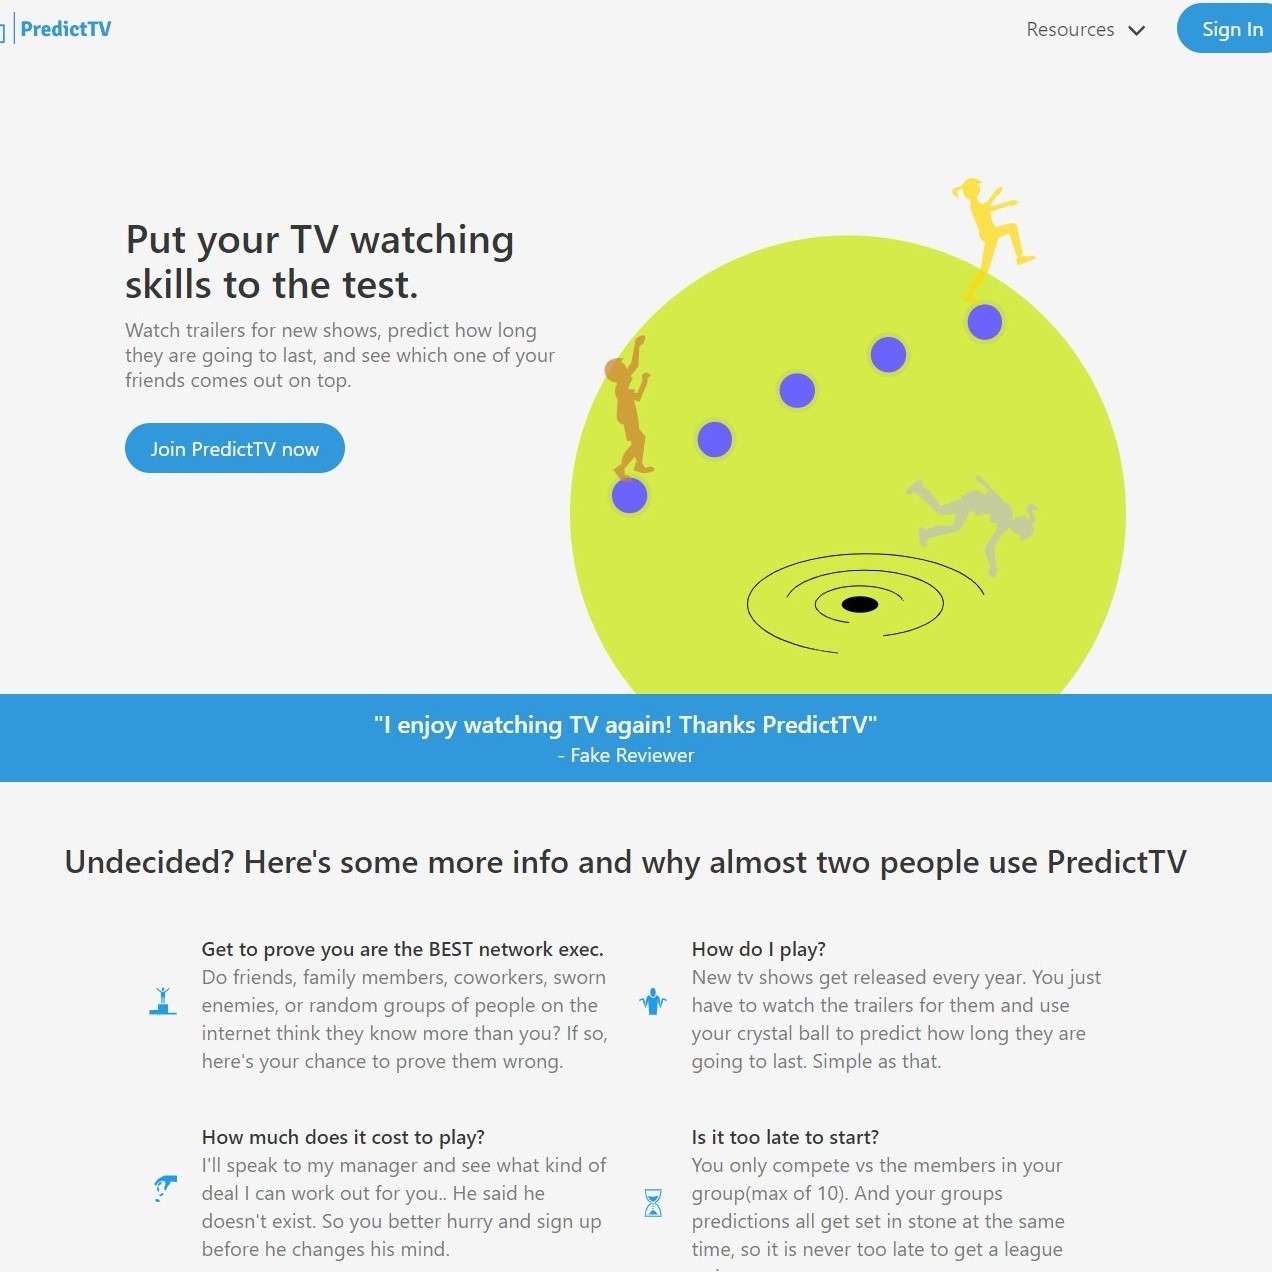 PredictTV
Resources
Sign In
Put your TV watching
skills to the test.
Watch trailers for new shows, predict how long
they are going to last, and see which one of your
friends comes out on top.
Join PredictTV now
"I enjoy watching TV again! Thanks PredictTV"
- Fake Reviewer
Undecided? Here's some more info and why almost two people use PredictTV
Get to prove you are the BEST network exec.
Do friends, family members, coworkers, sworn
enemies, or random groups of people on the
internet think they know more than you? If so,
here's your chance to prove them wrong.
How do I play?
New tv shows get released every year. You just
have to watch the trailers for them and use
your crystal ball to predict how long they are
going to last. Simple as that.
How much does it cost to play?
I'll speak to my manager and see what kind of
deal I can work out for you.. He said he
doesn't exist. So you better hurry and sign up
before he changes his mind.
Is it too late to start?
You only compete vs the members in your
group(max of 10). And your groups
predictions all get set in stone at the same
time, so it is never too late to get a league